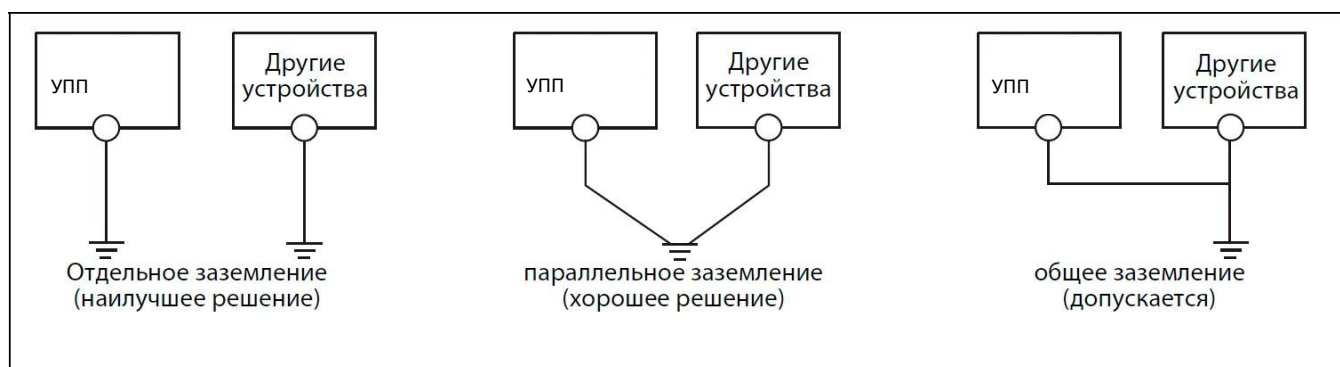 УПП
Другие
устройства
Отдельное заземление
(наилучшее решение)
УПП
Другие
устройства
параллельное заземление
(хорошее решение)
УПП
Другие
устройства
общее заземление
(допускается)